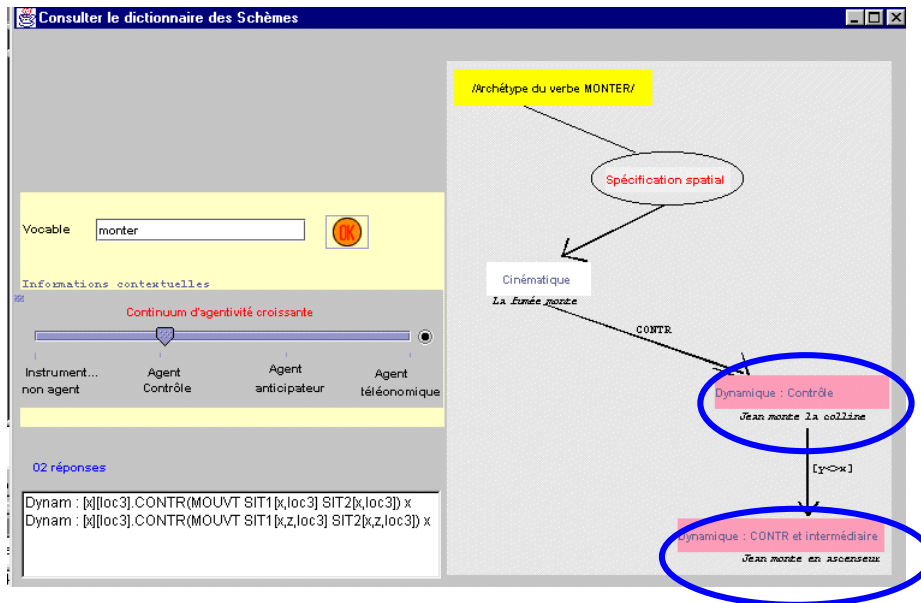 Consulter le dictionnaire des Schèmes
/Archétype du verbe MONTER/
Spécification spatial
Vocable
monter
OK
Informations contextuelles
Continuum d'agentivité croissante
Instrument... non agent
Agent Contrôle
Agent anticipateur
Agent téléonomique
Cinématique
La fumée monte
CONTR
Dynamique : Contrôle
Jean monte la colline
[y<>x]
Dynamique : CONTR et intermédiaire
Jean monte en ascenseux
02 réponses
Dynam : [x][loc3].CONTR(MOUVT SIT1[x,loc3] SIT2[x,loc3]) x
Dynam : [x][loc3].CONTR(MOUVT SIT1[x,z,loc3] SIT2[x,z,loc3]) x